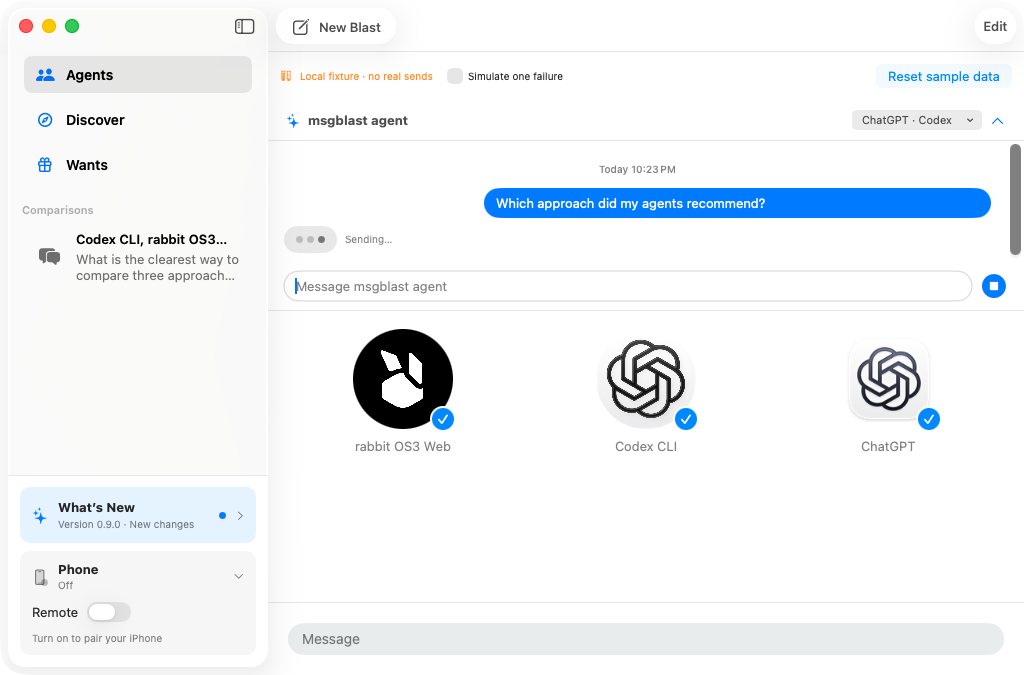 New Blast
Edit
Agents
Discover
Wants
Comparisons
Codex CLI, rabbit OS3...
What is the clearest way to
compare three approach...
What's New
Version 0.9.0 · New changes
Phone
Off
Remote
Turn on to pair your iPhone
Local fixture · no real sends
Simulate one failure
Reset sample data
msgblast agent
ChatGPT · Codex
Today 10:23 PM
Which approach did my agents recommend?
Sending...
Message msgblast agent
rabbit OS3 Web
Codex CLI
ChatGPT
Message